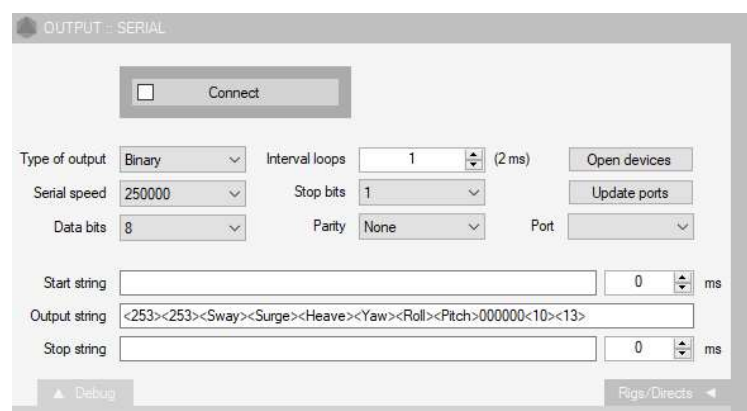 OUTPUT :: SERIAL
Connect
Type of output Binary Interval loops 1 (2 ms) Open devices
Serial speed 250000 Stop bits 1 Update ports
Data bits 8 Parity None Port
Start string 0 ms
Output string <253><253><Sway><Surge><Heave><Yaw><Roll><Pitch>000000<10><13>
Stop string 0 ms
▲ Debug Rigs/Directs ◄